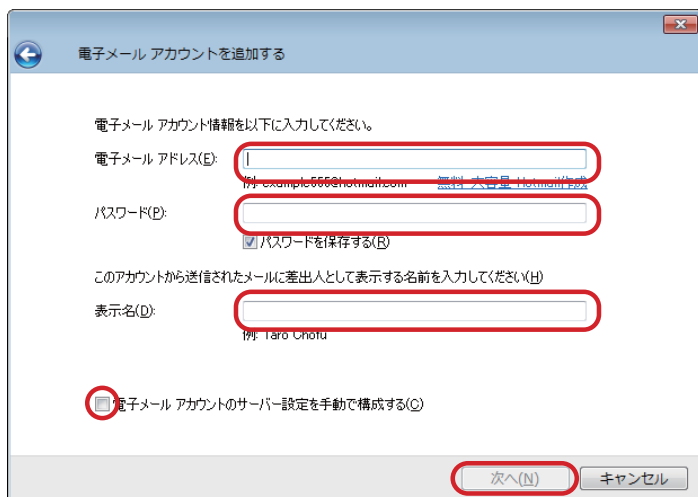 電子メール アカウントを追加する
電子メール アカウント情報を以下に入力してください。
電子メール アドレス(E):
例: example555@hotmail.com 無料 大容量 Hotmail作成
パスワード(P):
パスワードを保存する(R)
このアカウントから送信されたメールに差出人として表示する名前を入力してください(H)
表示名(D):
例: Taro Chofu
電子メール アカウントのサーバー設定を手動で構成する(C)
次へ(N) キャンセル